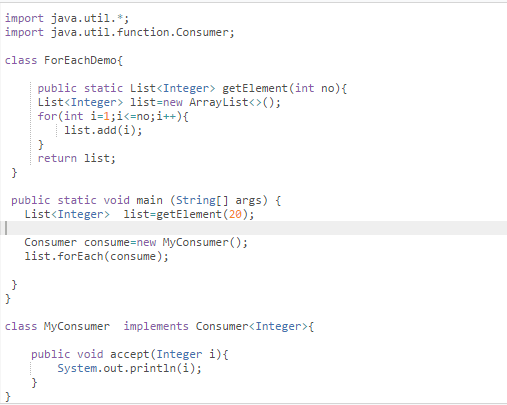 import java.util.*;
import java.util.function.Consumer;
class ForEachDemo{
public static List<Integer> getElement(int no){
List<Integer> list=new ArrayList<>();
for(int i=1;i<=no;i++){
list.add(i);
}
return list;
}
public static void main (String[] args) {
List<Integer>  list=getElement(20);
Consumer consume=new MyConsumer();
list.forEach(consume);
}
}
class MyConsumer  implements Consumer<Integer>{
public void accept(Integer i){
System.out.println(i);
}
}